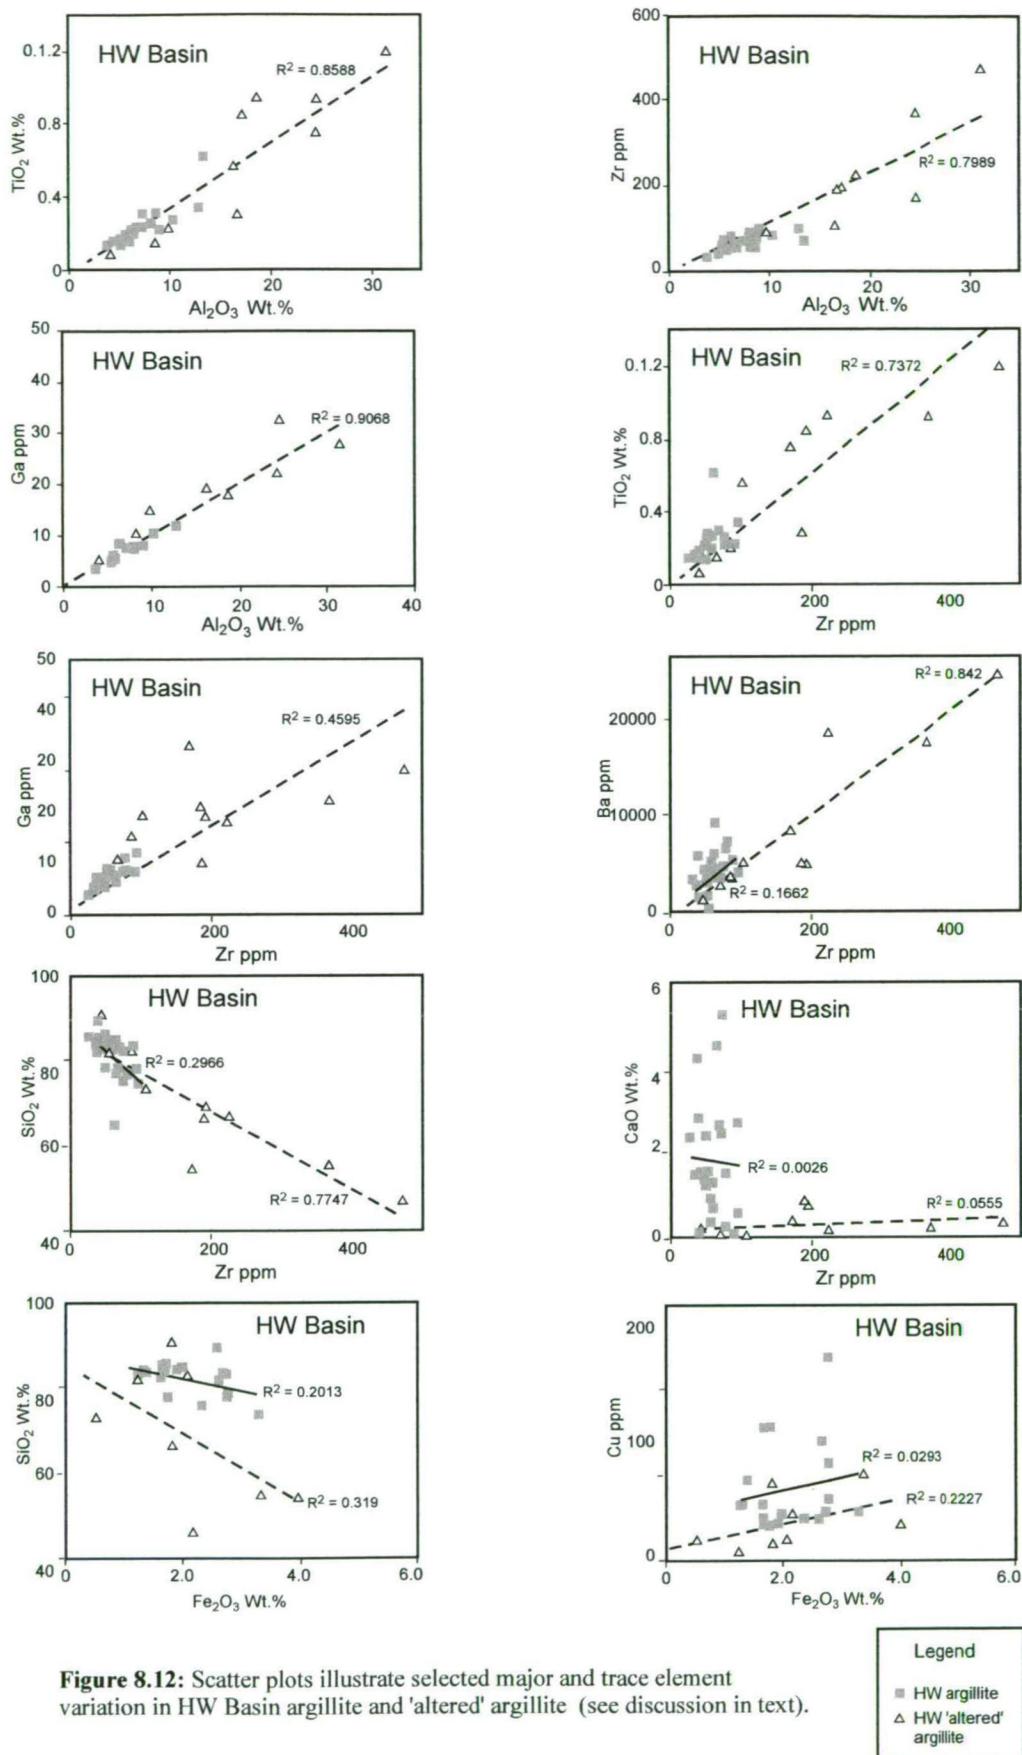 HW Basin
R² = 0.8588
0.1.2
0.8
0.4
0
TiO₂ Wt.%
0
10
20
30
Al₂O₃ Wt.%
HW Basin
R² = 0.7989
600
400
200
0
Zr ppm
0
10
20
30
Al₂O₃ Wt.%
HW Basin
R² = 0.9068
50
40
30
20
10
0
Ga ppm
0
10
20
30
40
Al₂O₃ Wt.%
HW Basin
R² = 0.7372
0.1.2
0.8
0.4
0
TiO₂ Wt.%
0
200
400
Zr ppm
HW Basin
R² = 0.4595
50
40
20
20
10
0
Ga ppm
0
200
400
Zr ppm
HW Basin
R² = 0.842
R² = 0.1662
20000
10000
0
Ba ppm
0
200
400
Zr ppm
HW Basin
R² = 0.2966
R² = 0.7747
100
80
60
40
SiO₂ Wt.%
0
200
400
Zr ppm
HW Basin
R² = 0.0026
R² = 0.0555
6
4
2
0
CaO Wt.%
0
200
400
Zr ppm
HW Basin
R² = 0.2013
R² = 0.319
100
80
60
40
SiO₂ Wt.%
0
2.0
4.0
6.0
Fe₂O₃ Wt.%
HW Basin
R² = 0.0293
R² = 0.2227
200
100
0
Cu ppm
0
2.0
4.0
6.0
Fe₂O₃ Wt.%
Figure 8.12: Scatter plots illustrate selected major and trace element
variation in HW Basin argillite and 'altered' argillite (see discussion in text).
Legend
HW argillite
HW 'altered'
argillite